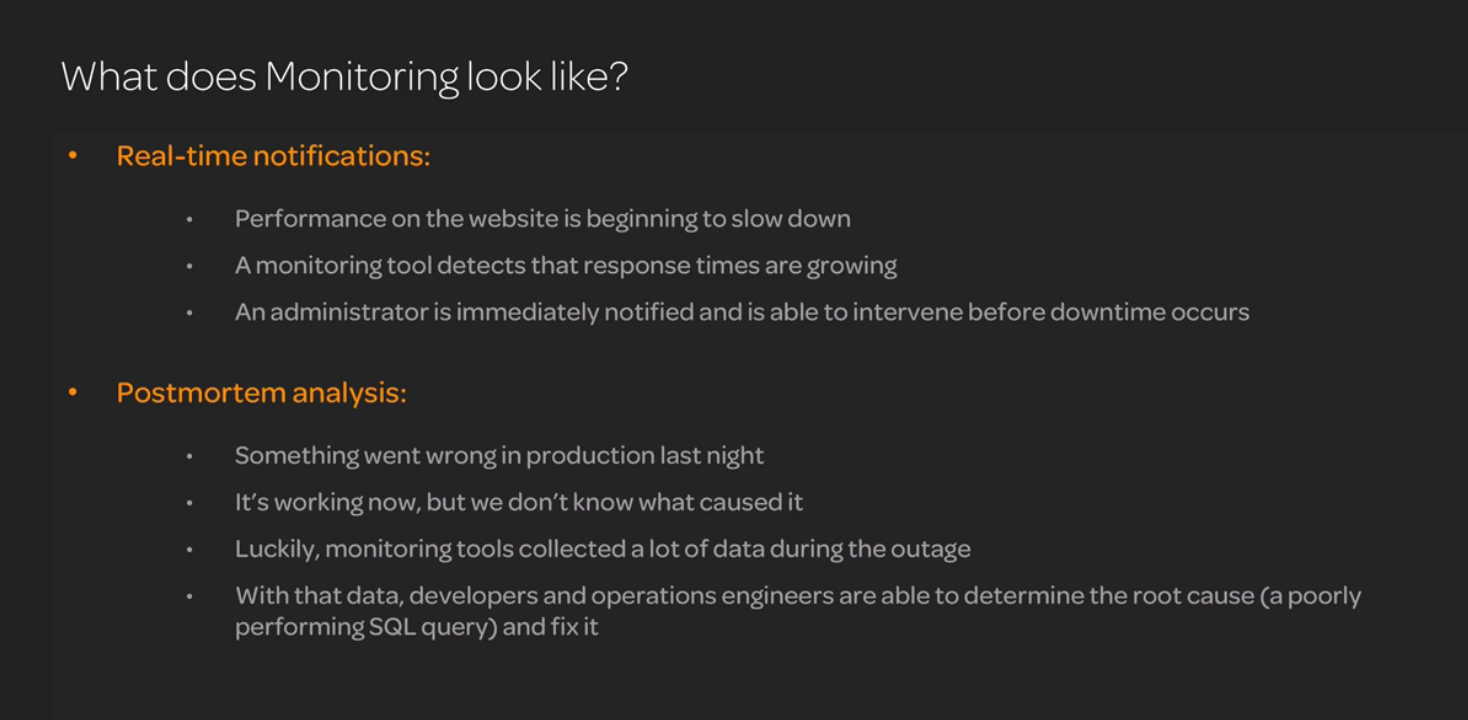 What does Monitoring look like?
• Real-time notifications:
• Performance on the website is beginning to slow down
• A monitoring tool detects that response times are growing
• An administrator is immediately notified and is able to intervene before downtime occurs
• Postmortem analysis:
• Something went wrong in production last night
• It’s working now, but we don’t know what caused it
• Luckily, monitoring tools collected a lot of data during the outage
• With that data, developers and operations engineers are able to determine the root cause (a poorly
performing SQL query) and fix it